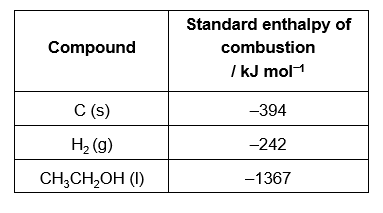 Compound
Standard enthalpy of
combustion
/ kJ mol⁻¹
C (s)
–394
H₂ (g)
–242
CH₃CH₂OH (l)
–1367